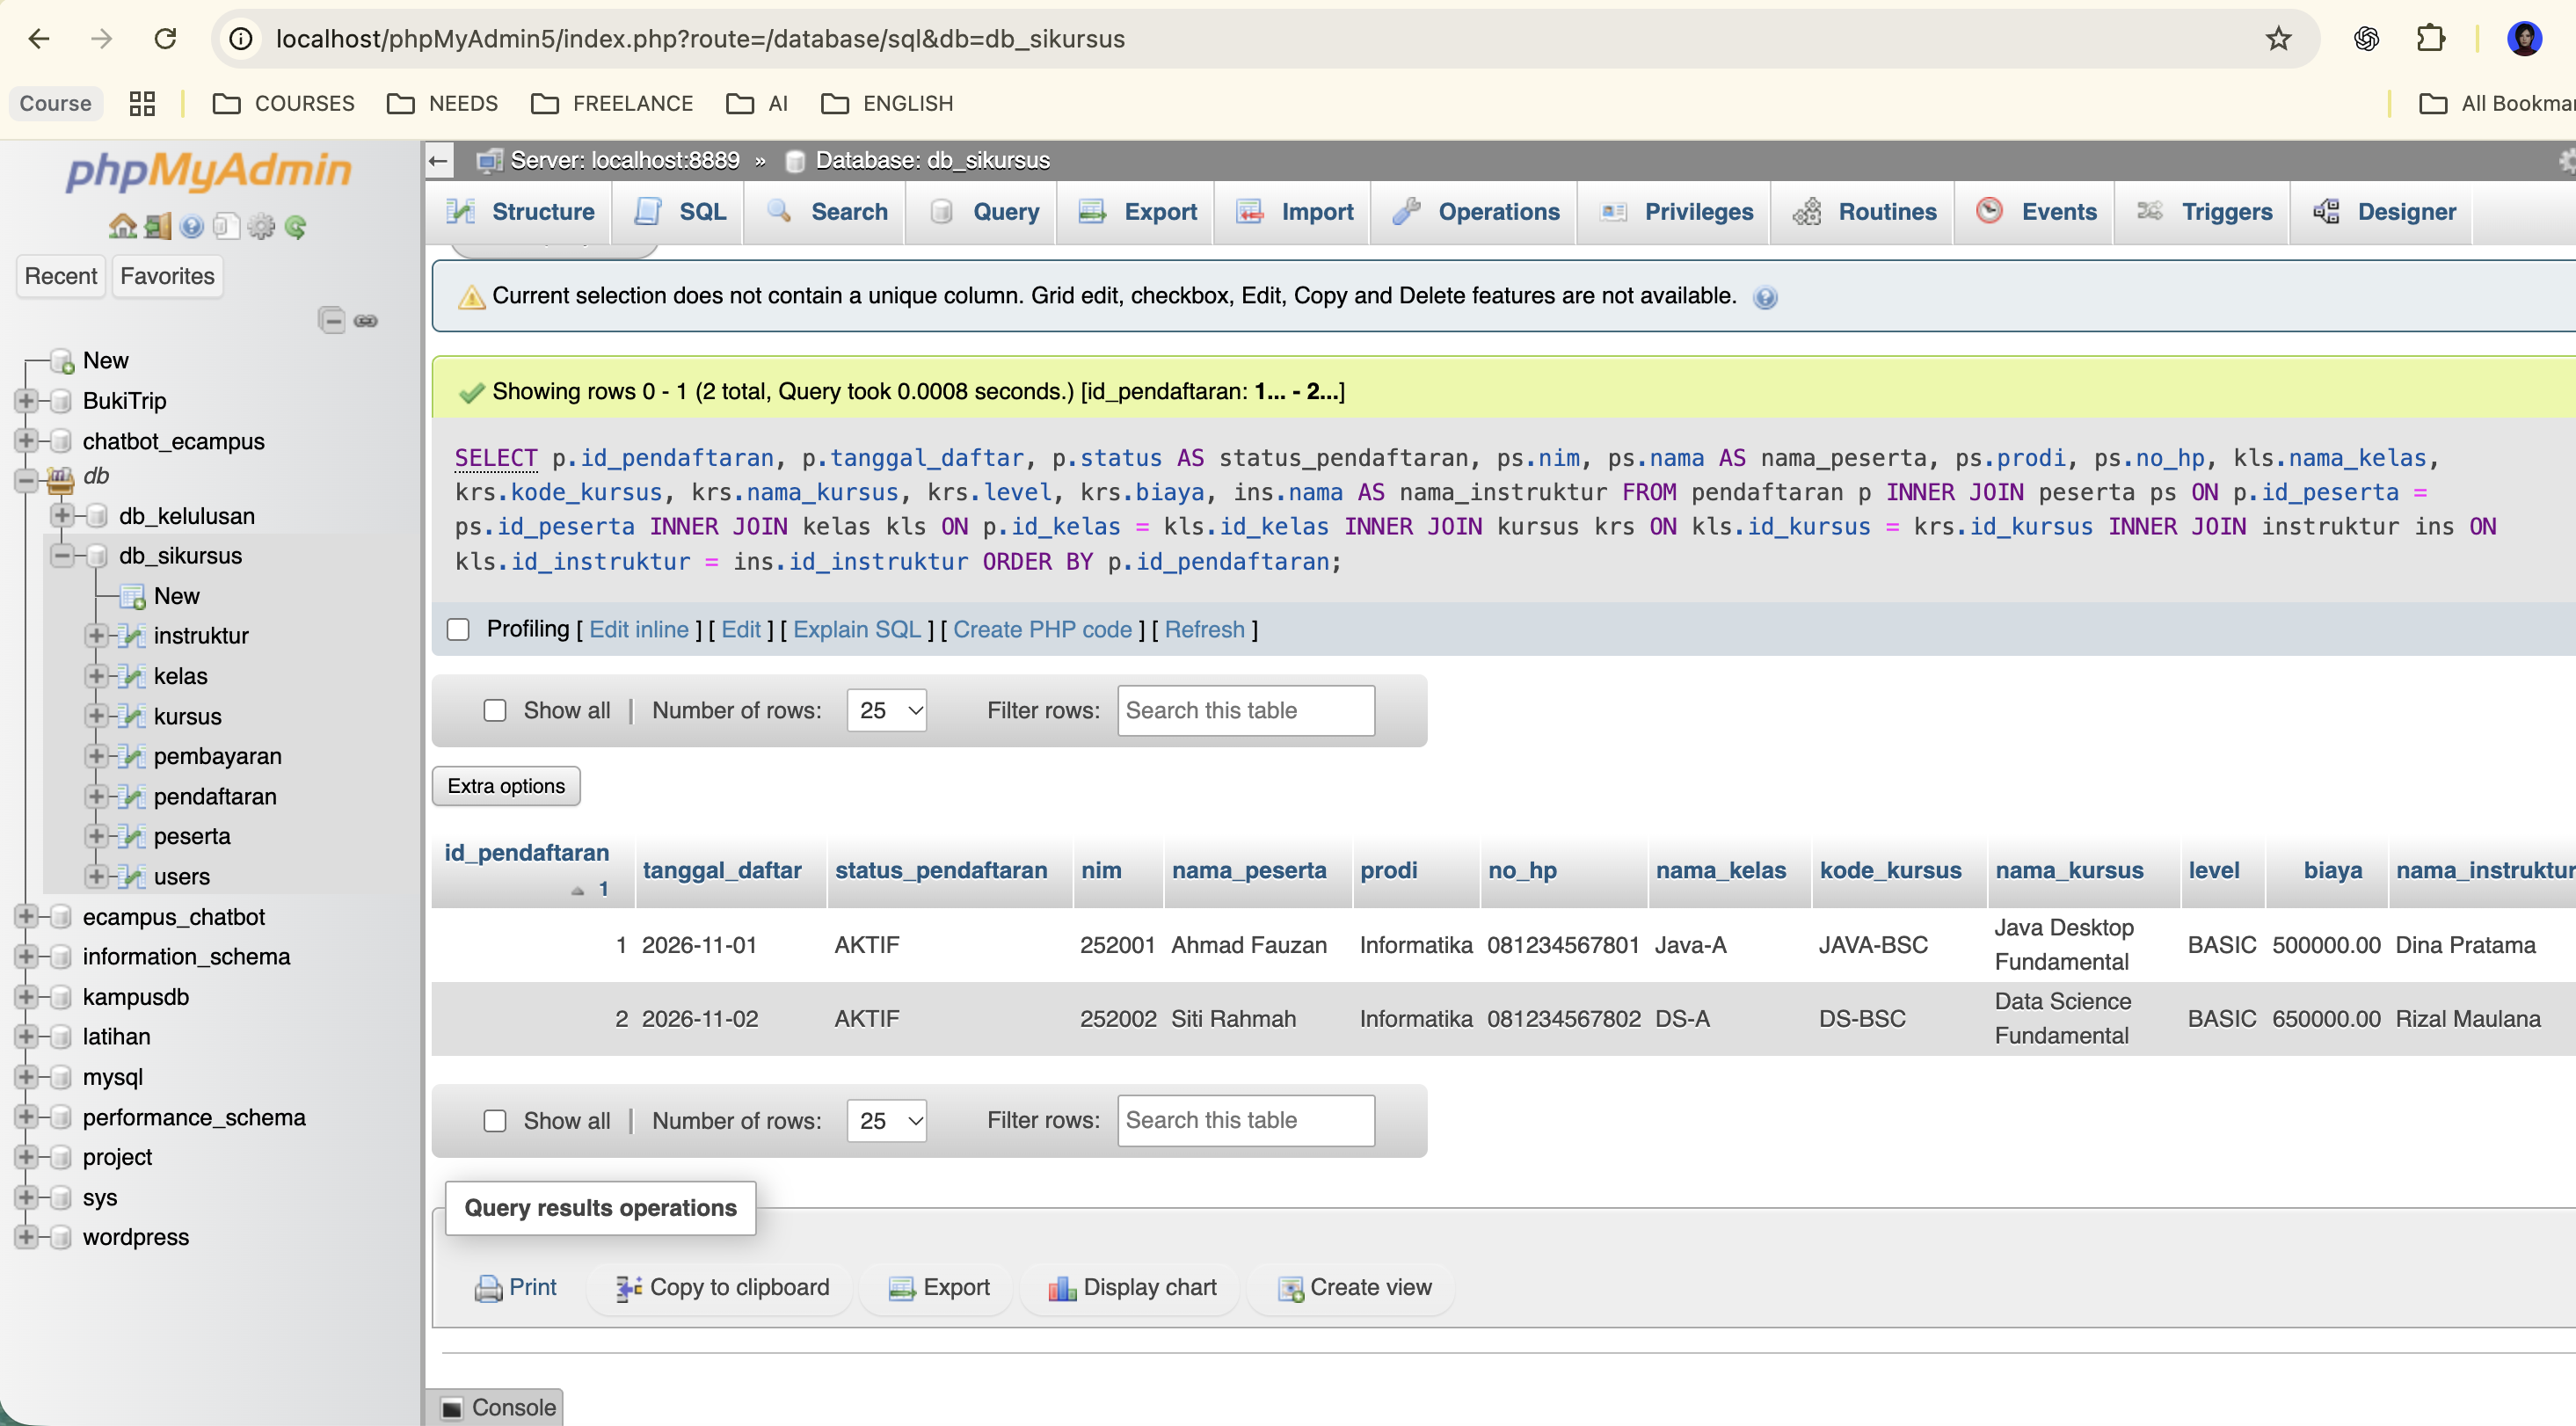 localhost/phpMyAdmin5/index.php?route=/database/sql&db=db_sikursus
Course COURSES NEEDS FREELANCE AI ENGLISH All Bookmar
phpMyAdmin
Recent Favorites
New
BukiTrip
chatbot_ecampus
db
db_kelulusan
db_sikursus
New
instruktur
kelas
kursus
pembayaran
pendaftaran
peserta
users
ecampus_chatbot
information_schema
kampusdb
latihan
mysql
performance_schema
project
sys
wordpress
Server: localhost:8889 » Database: db_sikursus
Structure SQL Search Query Export Import Operations Privileges Routines Events Triggers Designer
Current selection does not contain a unique column. Grid edit, checkbox, Edit, Copy and Delete features are not available.
Showing rows 0 - 1 (2 total, Query took 0.0008 seconds.) [id_pendaftaran: 1... - 2...]
SELECT p.id_pendaftaran, p.tanggal_daftar, p.status AS status_pendaftaran, ps.nim, ps.nama AS nama_peserta, ps.prodi, ps.no_hp, kls.nama_kelas,
krs.kode_kursus, krs.nama_kursus, krs.level, krs.biaya, ins.nama AS nama_instruktur FROM pendaftaran p INNER JOIN peserta ps ON p.id_peserta =
ps.id_peserta INNER JOIN kelas kls ON p.id_kelas = kls.id_kelas INNER JOIN kursus krs ON kls.id_kursus = krs.id_kursus INNER JOIN instruktur ins ON
kls.id_instruktur = ins.id_instruktur ORDER BY p.id_pendaftaran;
Profiling [ Edit inline ] [ Edit ] [ Explain SQL ] [ Create PHP code ] [ Refresh ]
Show all | Number of rows: 25 Filter rows: Search this table
Extra options
id_pendaftaran 1 tanggal_daftar status_pendaftaran nim nama_peserta prodi no_hp nama_kelas kode_kursus nama_kursus level biaya nama_instruktur
1 2026-11-01 AKTIF 252001 Ahmad Fauzan Informatika 081234567801 Java-A JAVA-BSC Java Desktop Fundamental BASIC 500000.00 Dina Pratama
2 2026-11-02 AKTIF 252002 Siti Rahmah Informatika 081234567802 DS-A DS-BSC Data Science Fundamental BASIC 650000.00 Rizal Maulana
Show all | Number of rows: 25 Filter rows: Search this table
Query results operations
Print Copy to clipboard Export Display chart Create view
Console